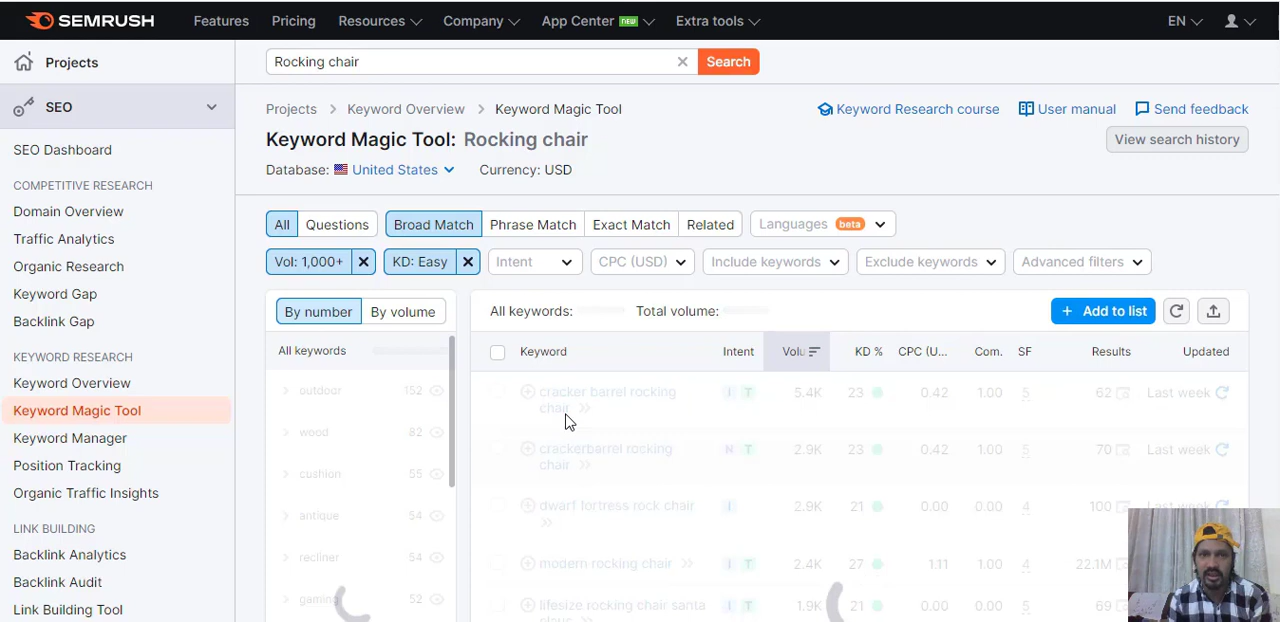 SEMRUSH Features Pricing Resources Company App Center NEW Extra tools EN
Projects
SEO
SEO Dashboard
COMPETITIVE RESEARCH
Domain Overview
Traffic Analytics
Organic Research
Keyword Gap
Backlink Gap
KEYWORD RESEARCH
Keyword Overview
Keyword Magic Tool
Keyword Manager
Position Tracking
Organic Traffic Insights
LINK BUILDING
Backlink Analytics
Backlink Audit
Link Building Tool
Rocking chair × Search
Projects > Keyword Overview > Keyword Magic Tool Keyword Research course User manual Send feedback
Keyword Magic Tool: Rocking chair View search history
Database: United States Currency: USD
All Questions Broad Match Phrase Match Exact Match Related Languages beta
Vol: 1,000+ × KD: Easy × Intent CPC (USD) Include keywords Exclude keywords Advanced filters
By number By volume
All keywords
outdoor 152
wood 82
cushion 55
antique 54
recliner 54
gaming 52
All keywords: Total volume: + Add to list
Keyword Intent Volu KD % CPC (U... Com. SF Results Updated
cracker barrel rocking I T 5.4K 23 0.42 1.00 5 62 Last week
chair >>
crackerbarrel rocking N T 2.9K 23 0.42 1.00 5 70 Last week
chair >>
dwarf fortress rock chair I 2.9K 21 0.00 0.00 4 100 Last week
>>
modern rocking chair >> I T 2.4K 27 1.11 1.00 4 22.1M
lifesize rocking chair santa I T 1.9K 21 0.00 0.00 5 69
claus >>